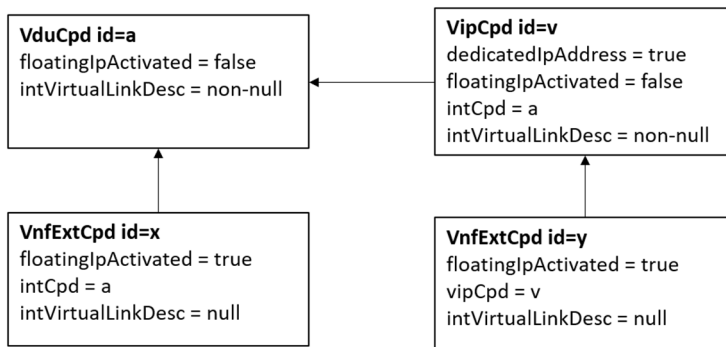 VduCpd id=a
floatingIpActivated = false
intVirtualLinkDesc = non-null
VipCpd id=v
dedicatedIpAddress = true
floatingIpActivated = false
intCpd = a
intVirtualLinkDesc = non-null
VnfExtCpd id=x
floatingIpActivated = true
intCpd = a
intVirtualLinkDesc = null
VnfExtCpd id=y
floatingIpActivated = true
vipCpd = v
intVirtualLinkDesc = null